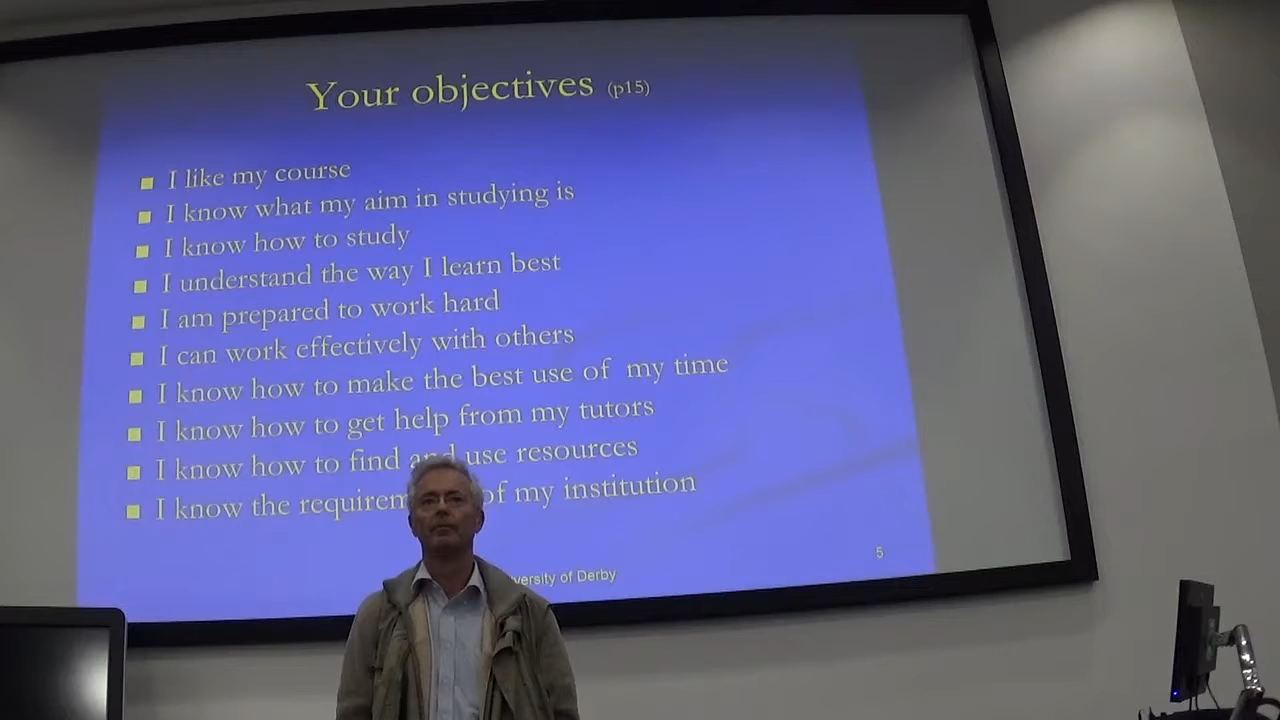 Your objectives (p15)
I like my course
I know what my aim in studying is
I know how to study
I understand the way I learn best
I am prepared to work hard
I can work effectively with others
I know how to make the best use of my time
I know how to get help from my tutors
I know how to find and use resources
I know the of my institution
of Derby
5